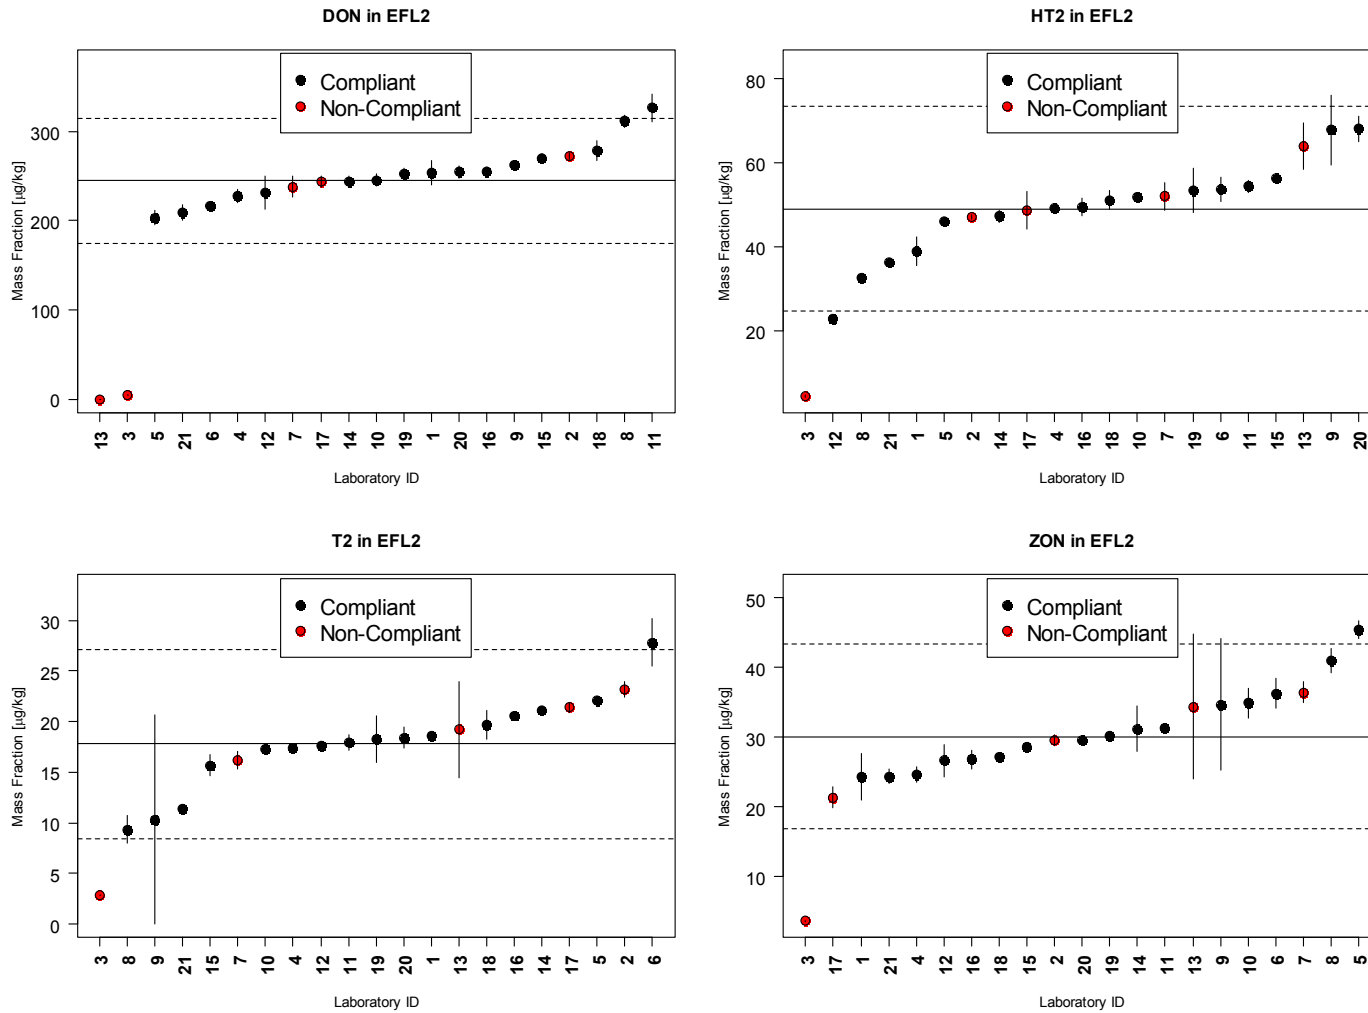 DON in EFL2
Compliant
Non-Compliant
Mass Fraction [µg/kg]
300
200
100
0
13 3 5 21 6 4 12 7 17 14 10 19 1 20 16 9 15 2 18 8 11
Laboratory ID
HT2 in EFL2
Compliant
Non-Compliant
Mass Fraction [µg/kg]
80
60
40
20
3 12 8 21 1 5 2 14 17 4 16 18 10 7 19 6 11 15 13 9 20
Laboratory ID
T2 in EFL2
Compliant
Non-Compliant
Mass Fraction [µg/kg]
30
25
20
15
10
5
0
3 8 9 21 15 7 10 4 12 11 19 20 1 13 18 16 14 17 5 2 6
Laboratory ID
ZON in EFL2
Compliant
Non-Compliant
Mass Fraction [µg/kg]
50
40
30
20
10
3 17 1 21 4 12 16 18 15 2 20 19 14 11 13 9 10 6 7 8 5
Laboratory ID